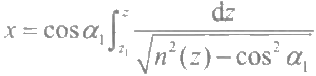 x = cos α₁ ∫_{z₁}^{z} dz / √(n²(z) − cos² α₁)